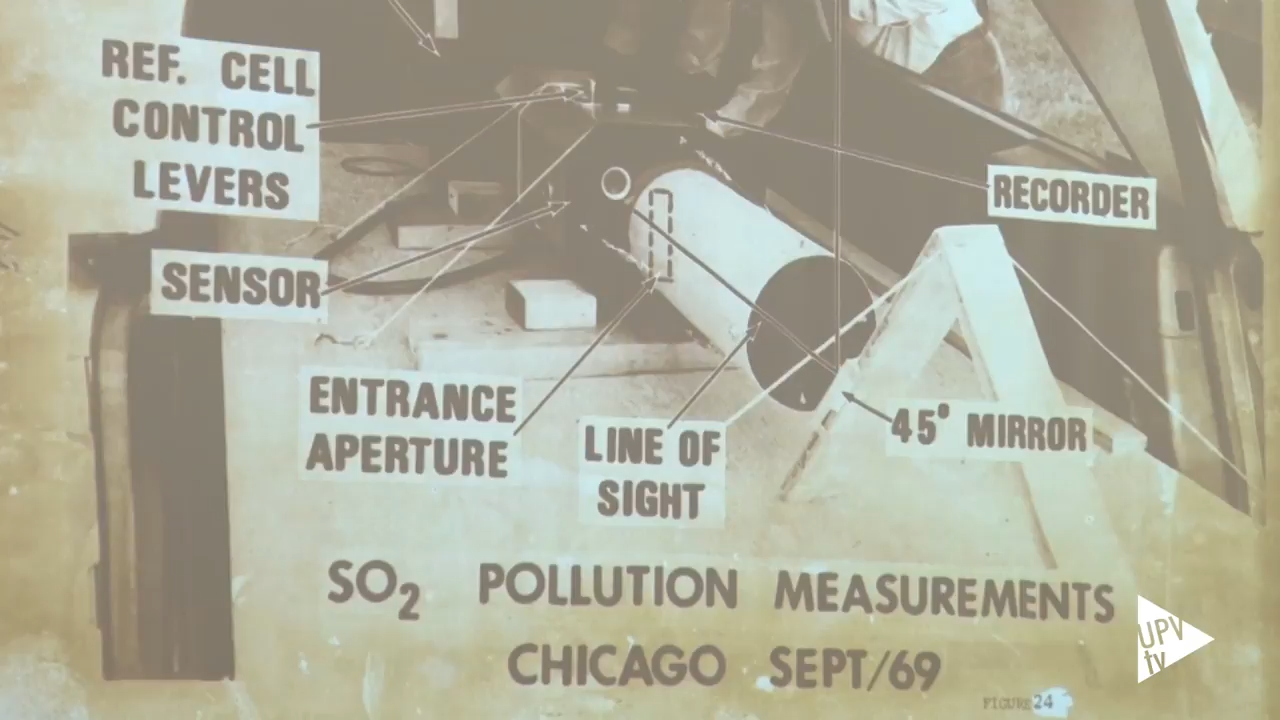 REF. CELL
CONTROL
LEVERS
RECORDER
SENSOR
ENTRANCE
APERTURE
LINE OF
SIGHT
45° MIRROR
SO2 POLLUTION MEASUREMENTS
CHICAGO SEPT/69
FIGURE 24
UPV
tv